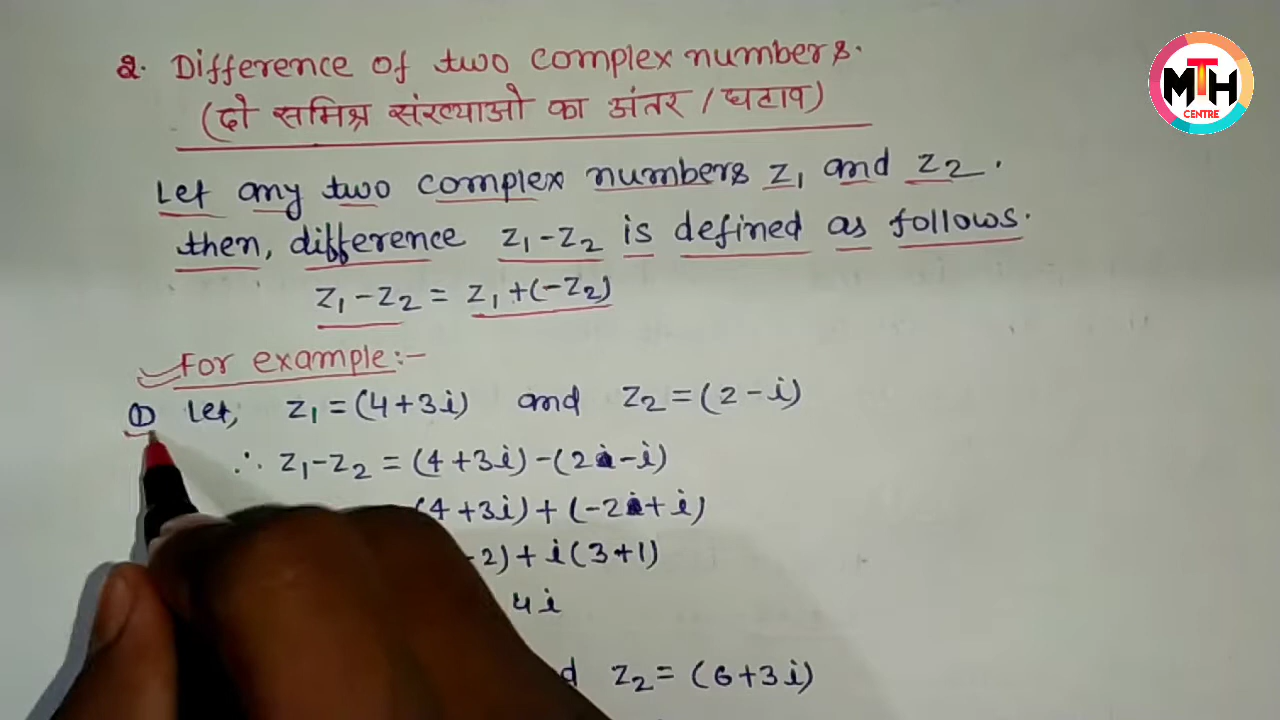 2. Difference of two complex numbers.
(दो समिश्र संख्याओ का अंतर / घटाव)
Let any two complex numbers z₁ and z₂.
then, difference z₁-z₂ is defined as follows.
z₁-z₂ = z₁+(-z₂)
For example:-
① Let, z₁ = (4+3i) and z₂ = (2-i)
∴ z₁-z₂ = (4+3i)-(2-i)
(4+3i)+(-2+i)
-2)+i(3+1)
4i
z₂ = (6+3i)
MTH
CENTRE